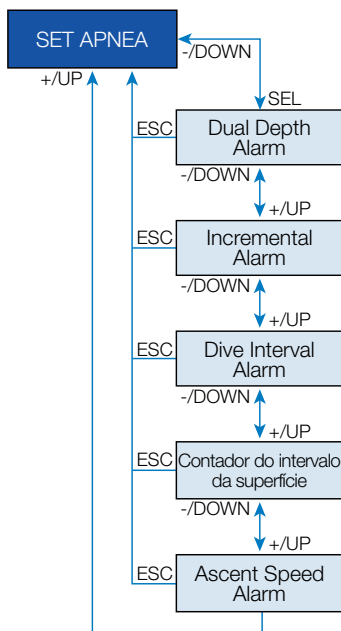 SET APNEA
-/DOWN
+/UP
SEL
ESC
Dual Depth
Alarm
-/DOWN
+/UP
ESC
Incremental
Alarm
-/DOWN
+/UP
ESC
Dive Interval
Alarm
-/DOWN
+/UP
ESC
Contador do intervalo
da superfície
-/DOWN
+/UP
ESC
Ascent Speed
Alarm